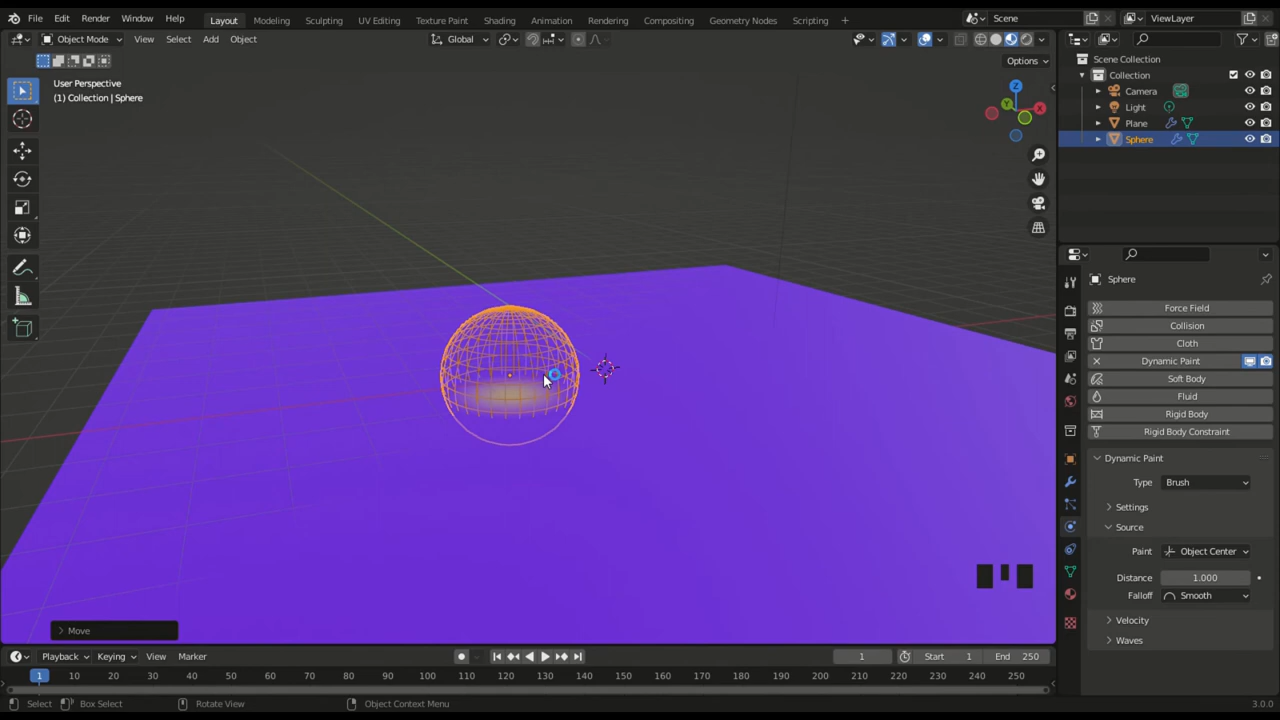 File Edit Render Window Help Layout Modeling Sculpting UV Editing Texture Paint Shading Animation Rendering Compositing Geometry Nodes Scripting + Scene ViewLayer
Object Mode View Select Add Object Global
Options
User Perspective
(1) Collection | Sphere
Z
Y
X
Move
Scene Collection
Collection
Camera
Light
Plane
Sphere
Sphere
Force Field
Collision
Cloth
Dynamic Paint
Soft Body
Fluid
Rigid Body
Rigid Body Constraint
Dynamic Paint
Type Brush
Settings
Source
Paint Object Center
Distance 1.000
Falloff Smooth
Velocity
Waves
Playback Keying View Marker 1 Start 1 End 250
1 10 20 30 40 50 60 70 80 90 100 110 120 130 140 150 160 170 180 190 200 210 220 230 240 250
Select Box Select Rotate View Object Context Menu 3.0.0